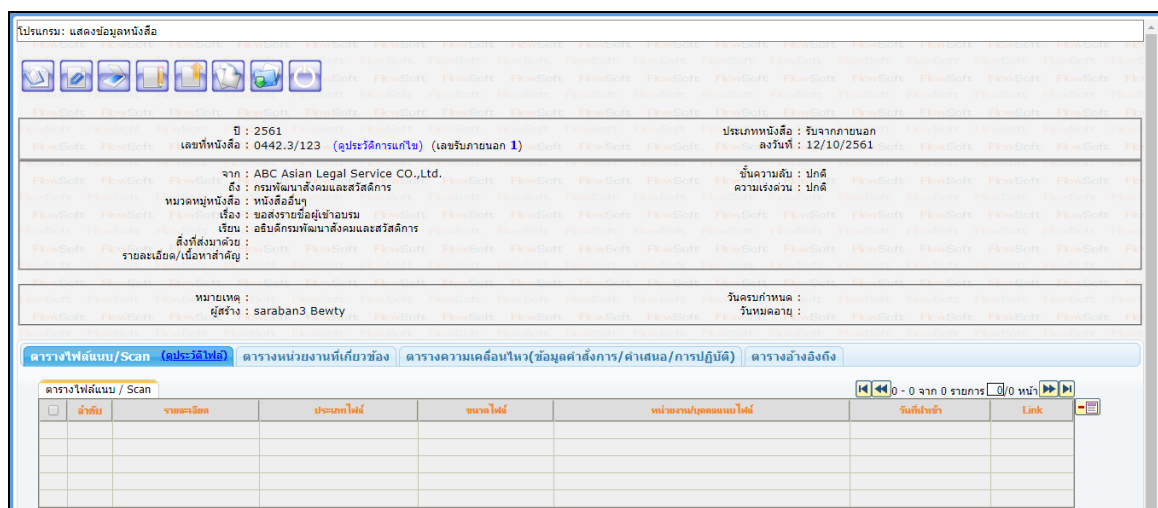 โปรแกรม: แสดงข้อมูลหนังสือ
ปี : 2561 ประเภทหนังสือ : รับจากภายนอก
เลขที่หนังสือ : 0442.3/123 (ดูประวัติการแก้ไข) (เลขรับภายนอก 1) ลงวันที่ : 12/10/2561
จาก : ABC Asian Legal Service CO.,Ltd. ชั้นความลับ : ปกติ
ถึง : กรมพัฒนาสังคมและสวัสดิการ ความเร่งด่วน : ปกติ
หมวดหมู่หนังสือ : หนังสืออื่นๆ
เรื่อง : ขอส่งรายชื่อผู้เข้าอบรม
เรียน : อธิบดีกรมพัฒนาสังคมและสวัสดิการ
สิ่งที่ส่งมาด้วย :
รายละเอียด/เนื้อหาสำคัญ :
หมายเหตุ : วันครบกำหนด :
ผู้สร้าง : saraban3 Bewty วันหมดอายุ :
ตารางไฟล์แนบ/Scan (ดูประวัติไฟล์) ตารางหน่วยงานที่เกี่ยวข้อง ตารางความเคลื่อนไหว(ข้อมูลคำสั่งการ/คำเสนอ/การปฏิบัติ) ตารางอ้างอิงถึง
ตารางไฟล์แนบ / Scan 0 - 0 จาก 0 รายการ 0/0 หน้า
ลำดับ รายละเอียด ประเภทไฟล์ ขนาดไฟล์ หน่วยงาน/บุคคลแนบไฟล์ วันที่นำเข้า Link
FlowSoft